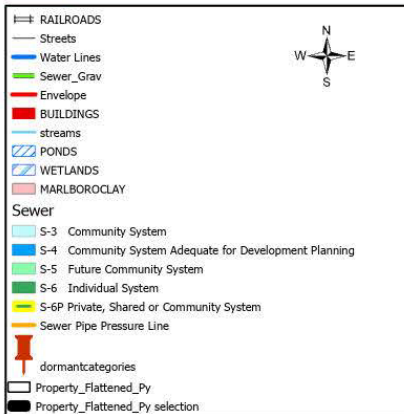 RAILROADS
Streets
Water Lines
Sewer_Grav
Envelope
BUILDINGS
streams
PONDS
WETLANDS
MARLBOROCLAY
Sewer
S-3 Community System
S-4 Community System Adequate for Development Planning
S-5 Future Community System
S-6 Individual System
S-6P Private, Shared or Community System
Sewer Pipe Pressure Line
dormantcategories
Property_Flattened_Py
Property_Flattened_Py selection
N
W E
S